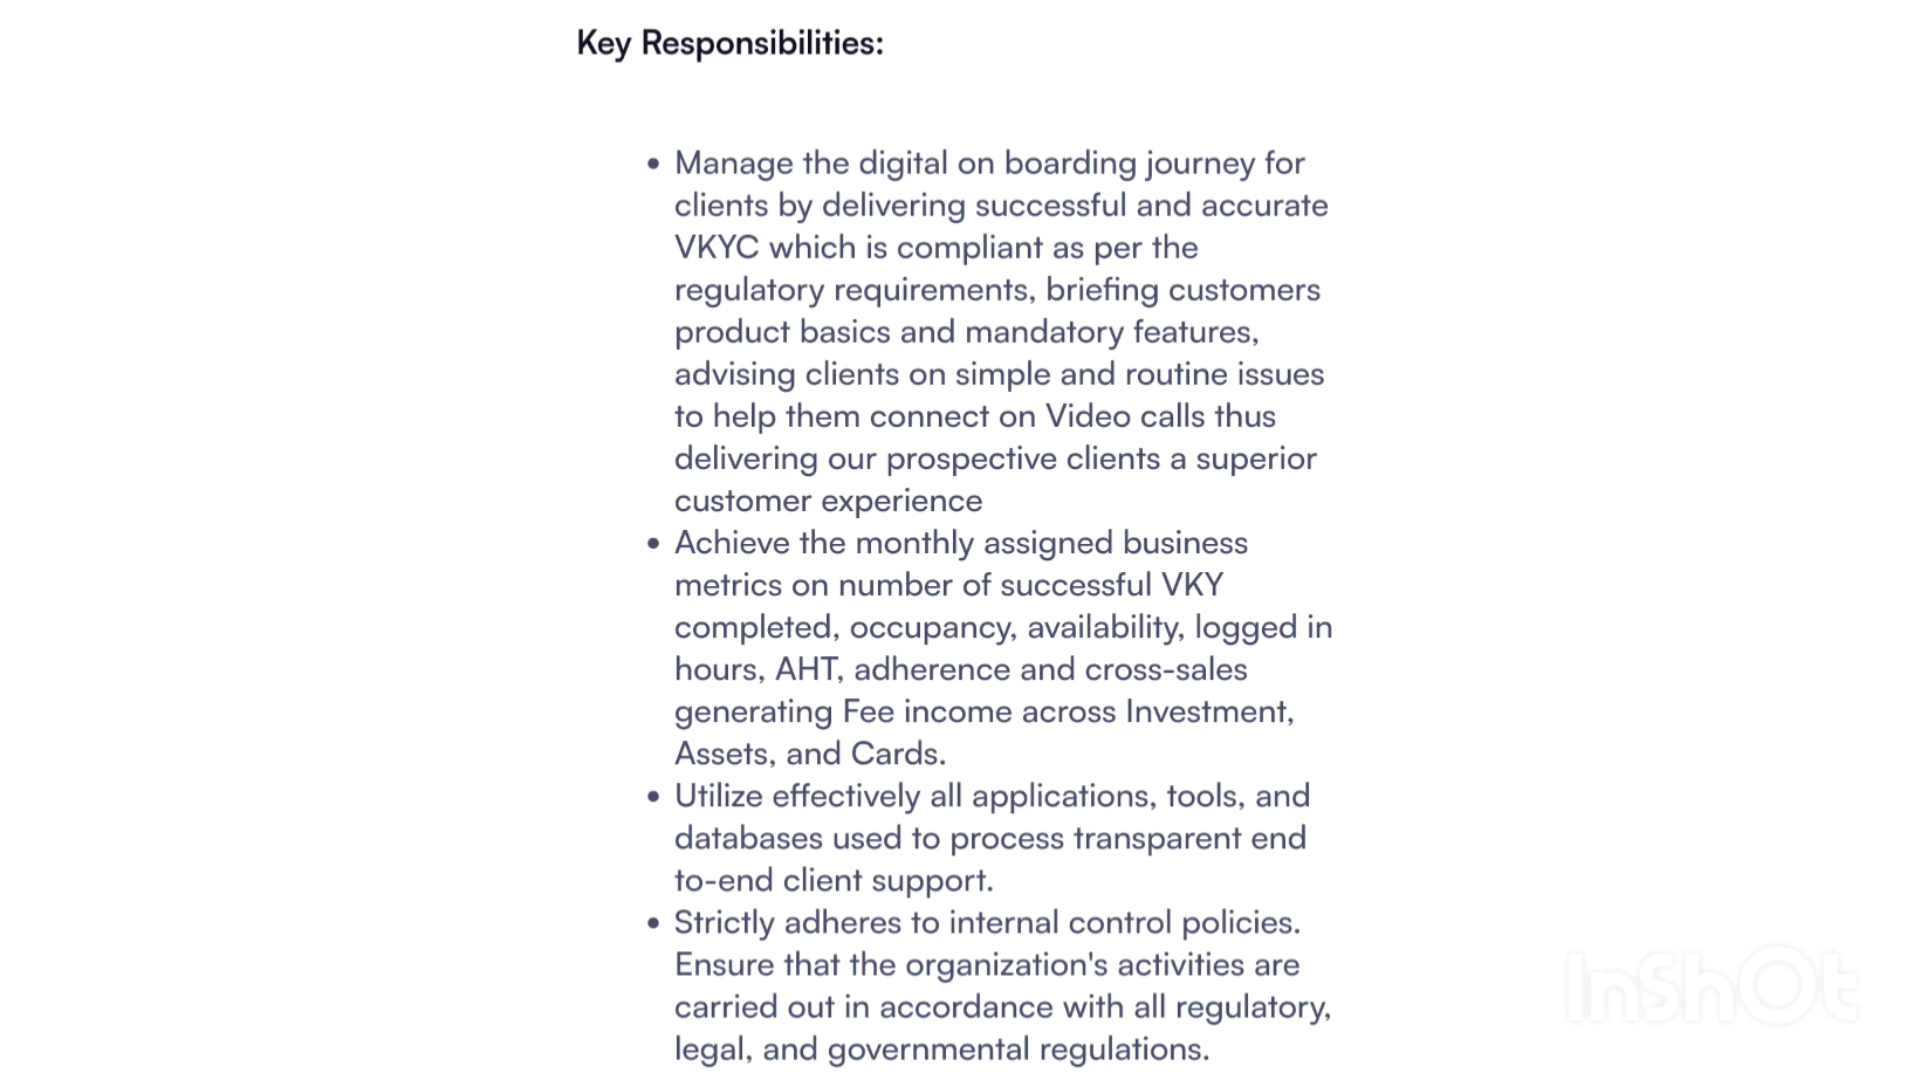 Key Responsibilities:
• Manage the digital on boarding journey for
clients by delivering successful and accurate
VKYC which is compliant as per the
regulatory requirements, briefing customers
product basics and mandatory features,
advising clients on simple and routine issues
to help them connect on Video calls thus
delivering our prospective clients a superior
customer experience
• Achieve the monthly assigned business
metrics on number of successful VKY
completed, occupancy, availability, logged in
hours, AHT, adherence and cross-sales
generating Fee income across Investment,
Assets, and Cards.
• Utilize effectively all applications, tools, and
databases used to process transparent end
to-end client support.
• Strictly adheres to internal control policies.
Ensure that the organization's activities are
carried out in accordance with all regulatory,
legal, and governmental regulations.
InShOt